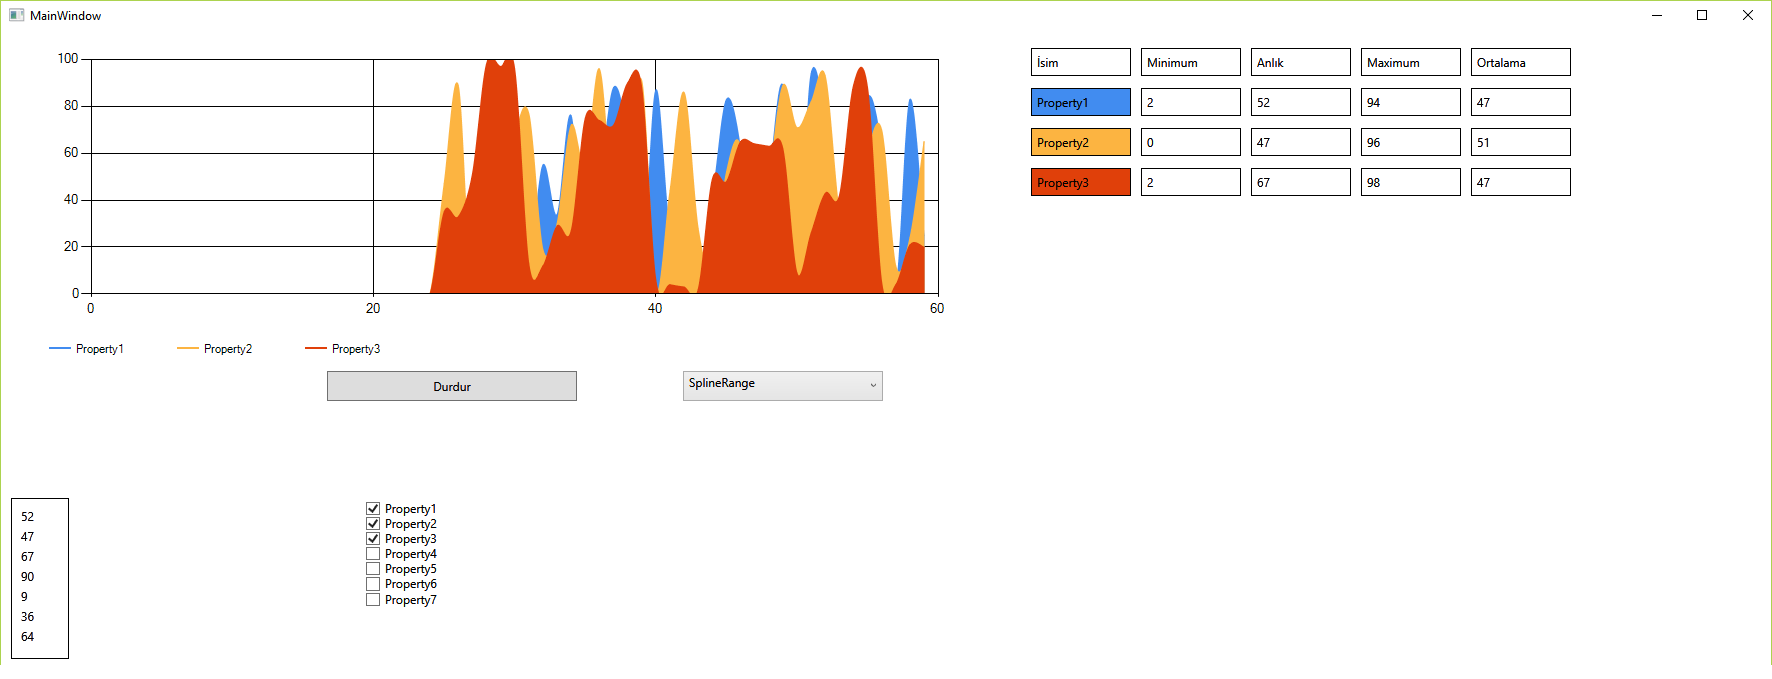 MainWindow
100
80
60
40
20
0
0 20 40 60
Property1 Property2 Property3
Durdur
SplineRange
İsim Minimum Anlık Maximum Ortalama
Property1 2 52 94 47
Property2 0 47 96 51
Property3 2 67 98 47
52
47
67
90
9
36
64
Property1
Property2
Property3
Property4
Property5
Property6
Property7